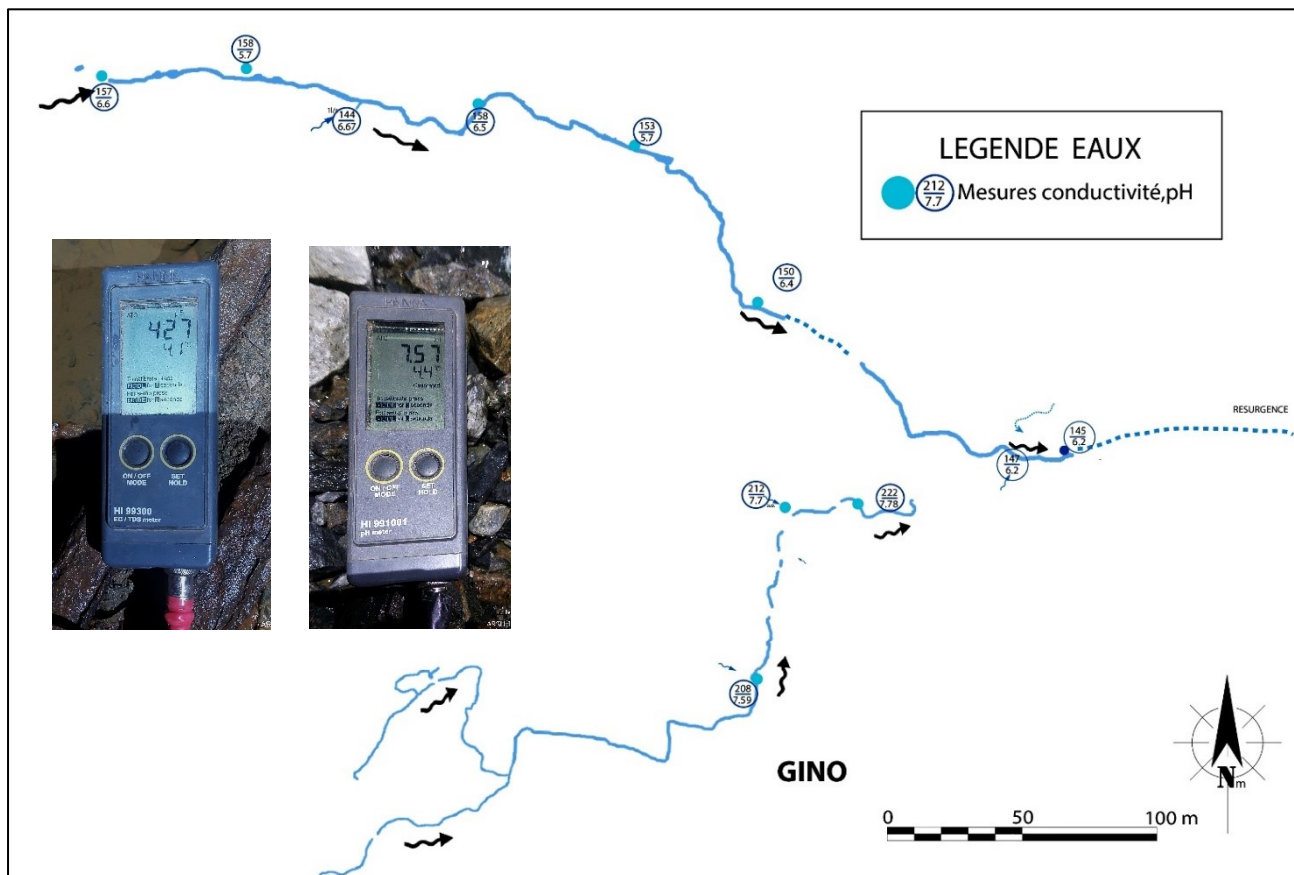 158
5.7
157
6.6
144
6.67
158
6.5
153
5.7
LEGENDE EAUX
212
7.7
Mesures conductivité,pH
150
6.4
RESURGENCE
145
6.2
147
6.2
212
7.7
222
7.78
208
7.59
GINO
Nm
0 50 100 m
HANNA
427
4.1
ON / OFF
MODE
SET
HOLD
HI 99300
EC / TDS meter
HANNA
7.57
4.4
ON / OFF
MODE
SET
HOLD
HI 991001
pH meter